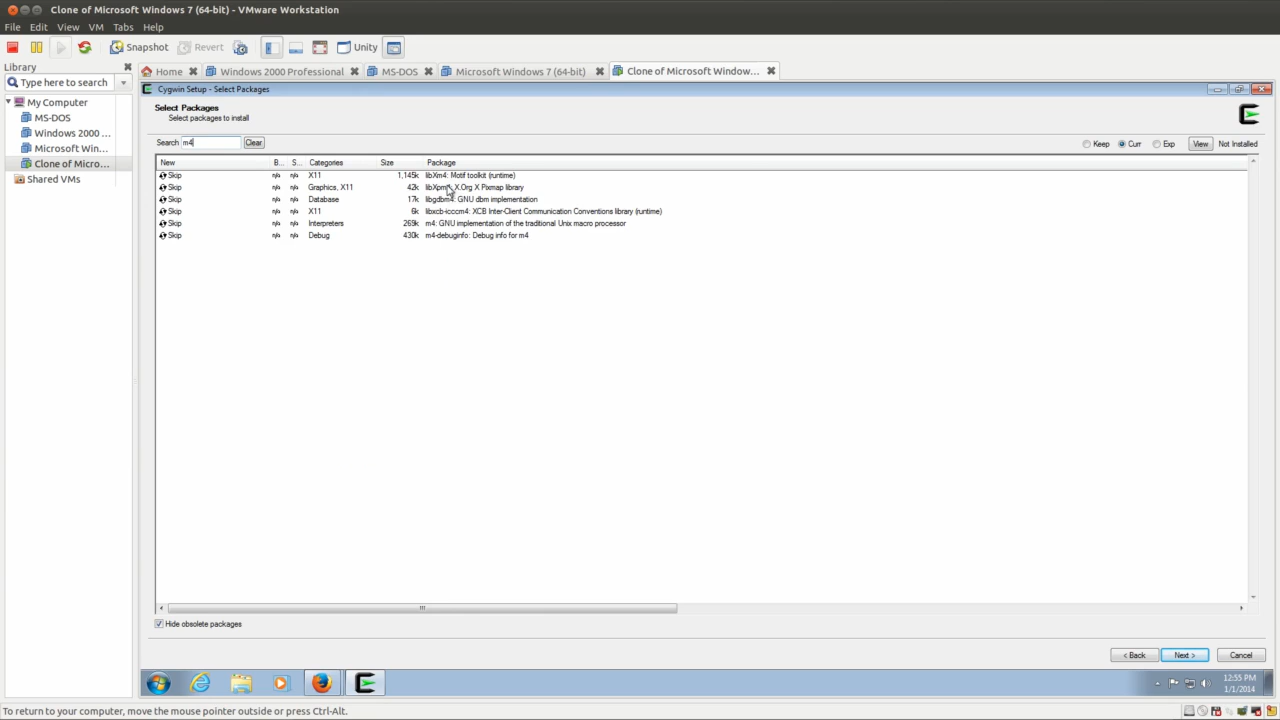 Clone of Microsoft Windows 7 (64-bit) - VMware Workstation
File Edit View VM Tabs Help
Snapshot Revert Unity
Library
Type here to search
My Computer
MS-DOS
Windows 2000 ...
Microsoft Win...
Clone of Micro...
Shared VMs
Home Windows 2000 Professional MS-DOS Microsoft Windows 7 (64-bit) Clone of Microsoft Window...
Cygwin Setup - Select Packages
Select Packages
Select packages to install
Search m4 Clear Keep Curr Exp View Not Installed
New B... S... Categories Size Package
Skip n/a n/a X11 1,145k libXm4: Motif toolkit (runtime)
Skip n/a n/a Graphics, X11 42k libXpm4: X.Org X Pixmap library
Skip n/a n/a Database 17k libgdbm4: GNU dbm implementation
Skip n/a n/a X11 6k libxcb-icccm4: XCB Inter-Client Communication Conventions library (runtime)
Skip n/a n/a Interpreters 269k m4: GNU implementation of the traditional Unix macro processor
Skip n/a n/a Debug 430k m4-debuginfo: Debug info for m4
Hide obsolete packages
< Back Next > Cancel
12:55 PM
1/1/2014
To return to your computer, move the mouse pointer outside or press Ctrl-Alt.